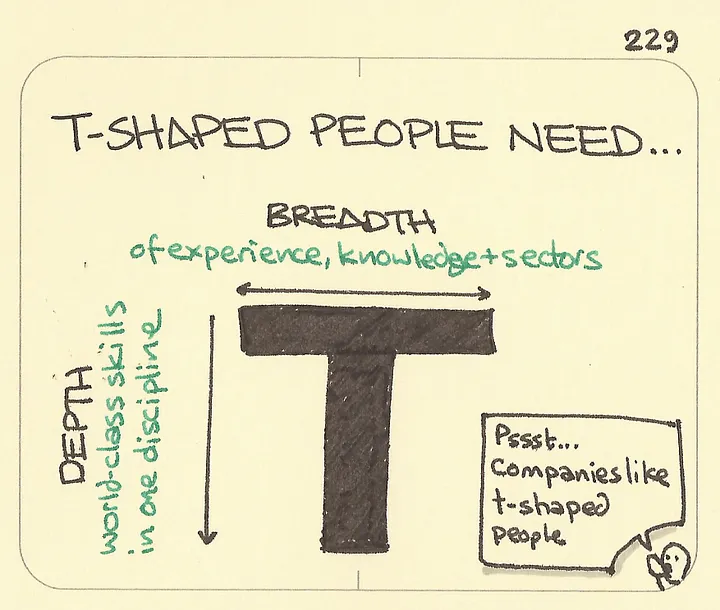 229
T-SHAPED PEOPLE NEED...
BREADTH
of experience, knowledge + sectors
DEPTH
world-class skills
in one discipline
T
Pssst...
Companies like
t-shaped
people